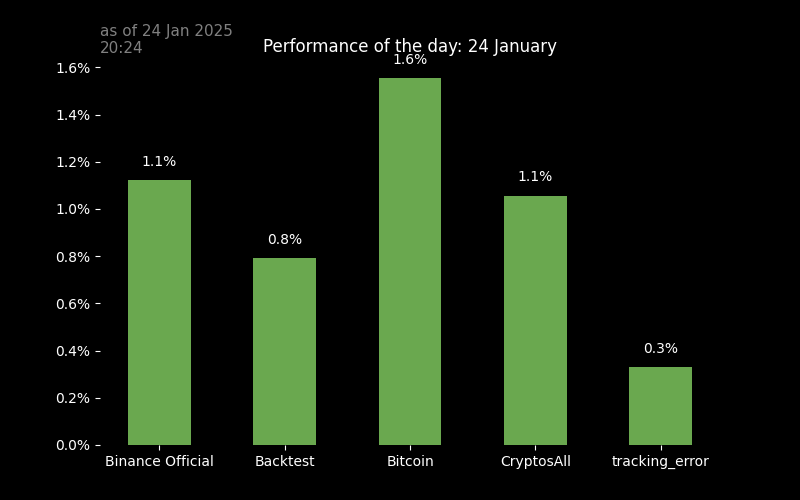 as of 24 Jan 2025
20:24
Performance of the day: 24 January
1.6%
1.4%
1.2%
1.0%
0.8%
0.6%
0.4%
0.2%
0.0%
1.1%
0.8%
1.6%
1.1%
0.3%
Binance Official
Backtest
Bitcoin
CryptosAll
tracking_error